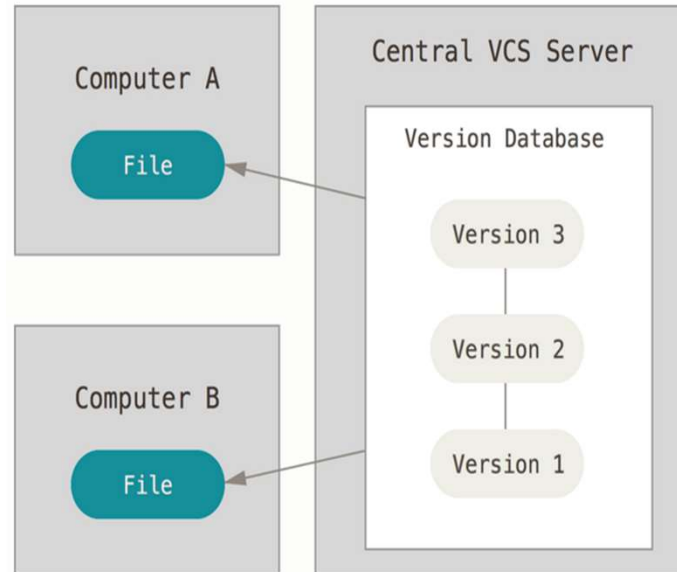 Computer A
File
Computer B
File
Central VCS Server
Version Database
Version 3
Version 2
Version 1